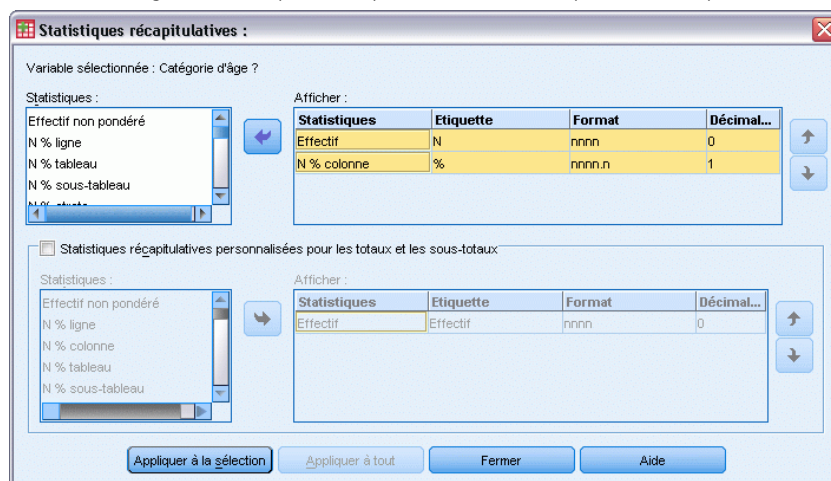 Statistiques récapitulatives :
Variable sélectionnée : Catégorie d'âge ?
Statistiques :
Afficher :
Effectif non pondéré
N % ligne
N % tableau
N % sous-tableau
Statistiques Etiquette Format Décimal...
Effectif N nnnn 0
N % colonne % nnnn.n 1
Statistiques récapitulatives personnalisées pour les totaux et les sous-totaux
Statistiques :
Afficher :
Effectif non pondéré
N % ligne
N % colonne
N % tableau
N % sous-tableau
Statistiques Etiquette Format Décimal...
Effectif Effectif nnnn 0
Appliquer à la sélection Appliquer à tout Fermer Aide